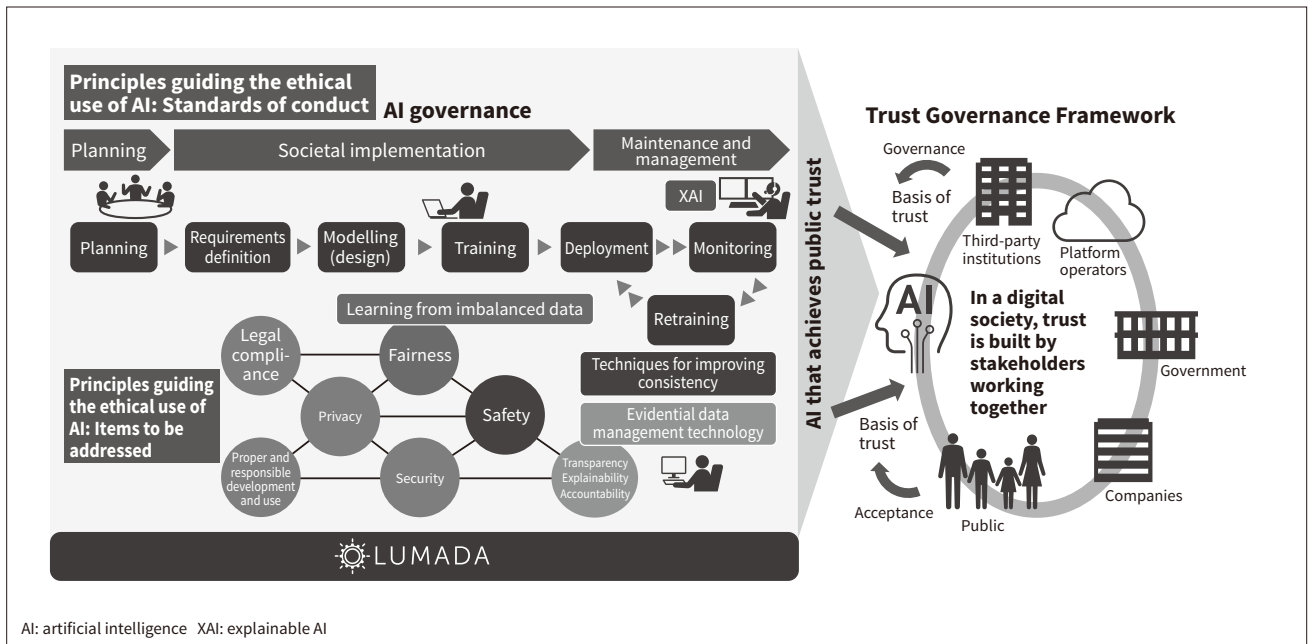 Principles guiding the ethical
use of AI: Standards of conduct
AI governance
Planning
Societal implementation
Maintenance and
management
XAI
Planning
Requirements
definition
Modelling
(design)
Training
Deployment
Monitoring
Retraining
Learning from imbalanced data
Techniques for improving
consistency
Evidential data
management technology
Principles guiding
the ethical use of
AI: Items to be
addressed
Legal
compli-
ance
Fairness
Privacy
Safety
Proper and
responsible
development
and use
Security
Transparency
Explainability
Accountability
LUMADA
AI that achieves public trust
Trust Governance Framework
Governance
Basis of
trust
Third-party
institutions
Platform
operators
AI
In a digital
society, trust
is built by
stakeholders
working
together
Government
Basis of
trust
Acceptance
Public
Companies
AI: artificial intelligence XAI: explainable AI